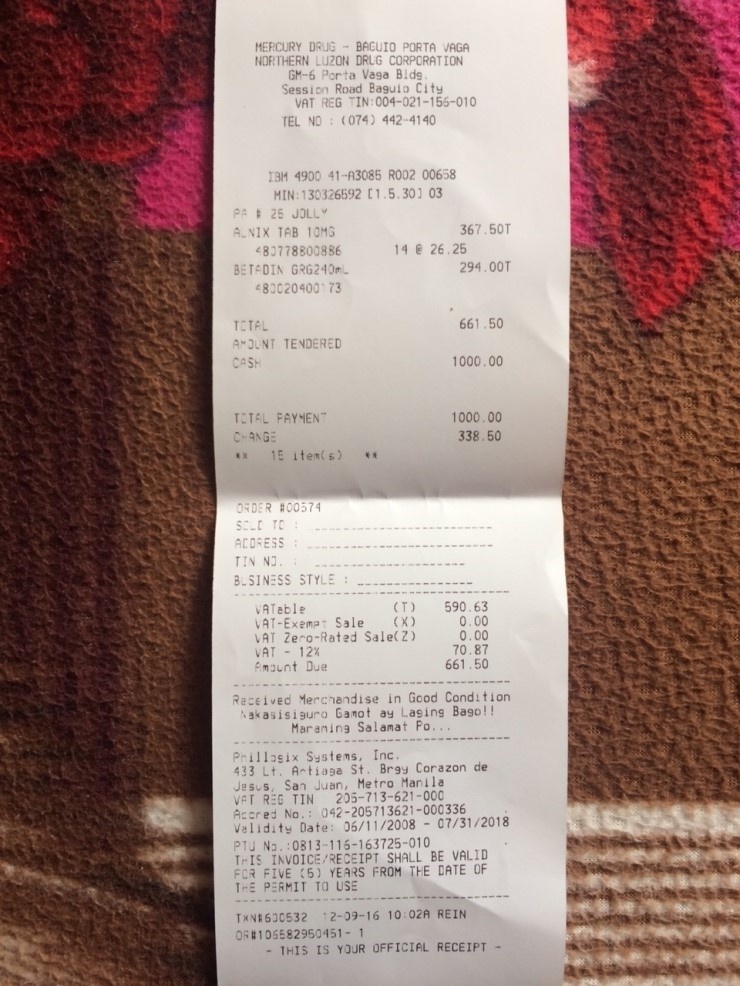 MERCURY DRUG - BAGUIO PORTA VAGA
NORTHERN LUZON DRUG CORPORATION
GM-6 Porta Vaga Bldg.
Session Road Baguio City
VAT REG TIN:004-021-156-010
TEL NO : (074) 442-4140
IBM 4900 41-A3085 R002 00658
MIN:130326592 [1.5.30] 03
PA # 25 JOLLY
ALNIX TAB 10MG 367.50T
480778800886 14 @ 26.25
BETADIN GRG240mL 294.00T
480020400173
TOTAL 661.50
AMOUNT TENDERED
CASH 1000.00
TOTAL PAYMENT 1000.00
CHANGE 338.50
** 15 item(s) **
ORDER #00574
SOLD TO : ____________________
ADDRESS : ____________________
TIN NO. : ____________________
BUSINESS STYLE : _____________
VATable (T) 590.63
VAT-Exempt Sale (X) 0.00
VAT Zero-Rated Sale(Z) 0.00
VAT - 12% 70.87
Amount Due 661.50
Received Merchandise in Good Condition
Nakasisiguro Gamot ay Laging Bago!!
Maraming Salamat Po...
Phillogix Systems, Inc.
433 Lt. Artiaga St. Brgy Corazon de
Jesus, San Juan, Metro Manila
VAT REG TIN 205-713-621-000
Accred No.: 042-205713621-000336
Validity Date: 06/11/2008 - 07/31/2018
PTU No.:0813-116-163725-010
THIS INVOICE/RECEIPT SHALL BE VALID
FOR FIVE (5) YEARS FROM THE DATE OF
THE PERMIT TO USE
TXN#600532 12-09-16 10:02A REIN
OR#106582950451- 1
- THIS IS YOUR OFFICIAL RECEIPT -